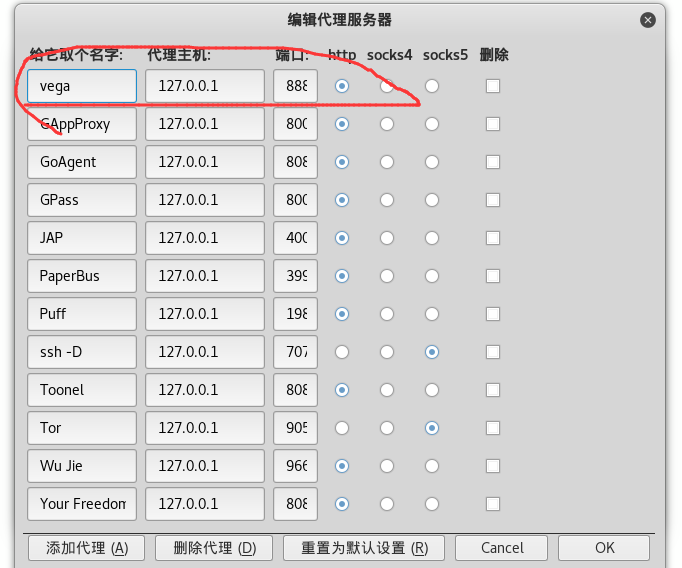 编辑代理服务器
给它取个名字: 代理主机: 端口: http socks4 socks5 删除
vega 127.0.0.1 888
GAppProxy 127.0.0.1 800
GoAgent 127.0.0.1 808
GPass 127.0.0.1 800
JAP 127.0.0.1 400
PaperBus 127.0.0.1 399
Puff 127.0.0.1 198
ssh -D 127.0.0.1 707
Toonel 127.0.0.1 808
Tor 127.0.0.1 905
Wu Jie 127.0.0.1 966
Your Freedom 127.0.0.1 808
添加代理 (A) 删除代理 (D) 重置为默认设置 (R) Cancel OK